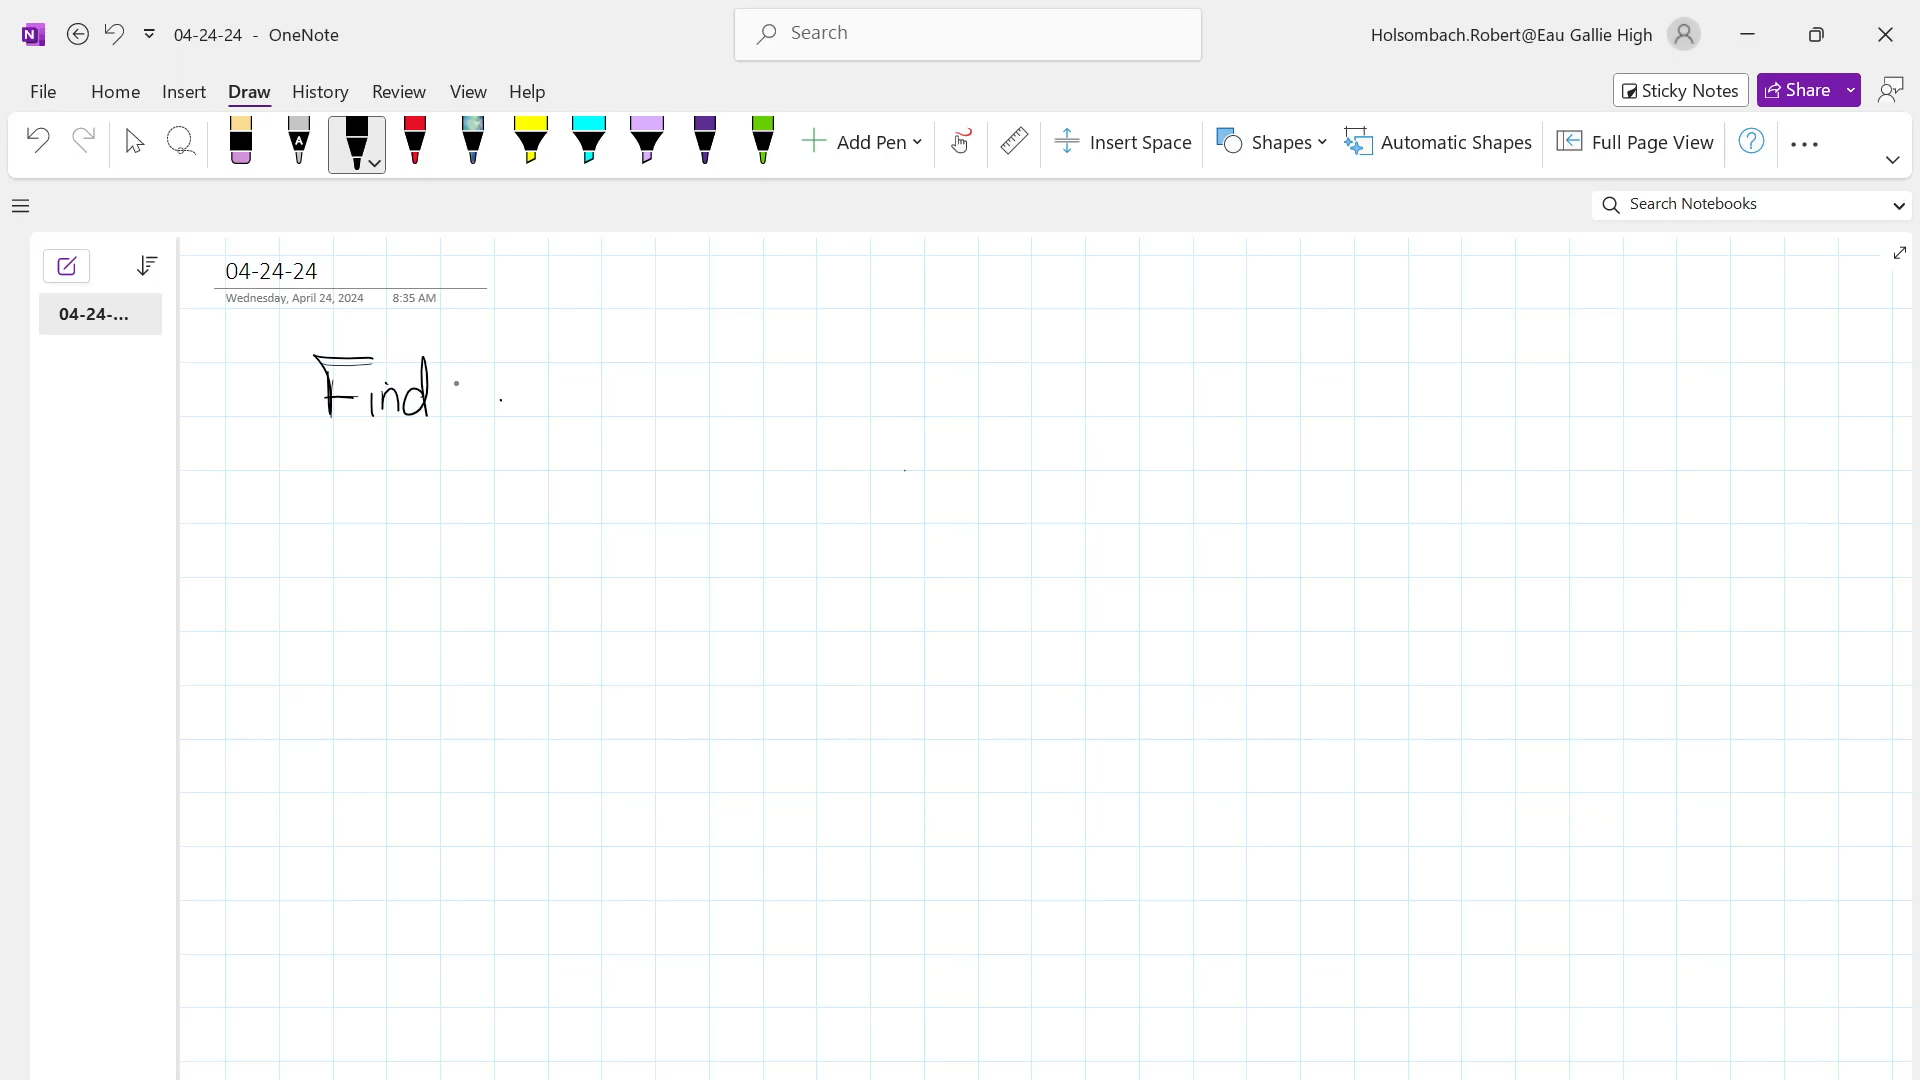 04-24-24 - OneNote
Search
Holsombach.Robert@Eau Gallie High
File Home Insert Draw History Review View Help
Sticky Notes
Share
A
Add Pen
Insert Space
Shapes
Automatic Shapes
Full Page View
Search Notebooks
04-24-...
04-24-24
Wednesday, April 24, 2024 8:35 AM
Find